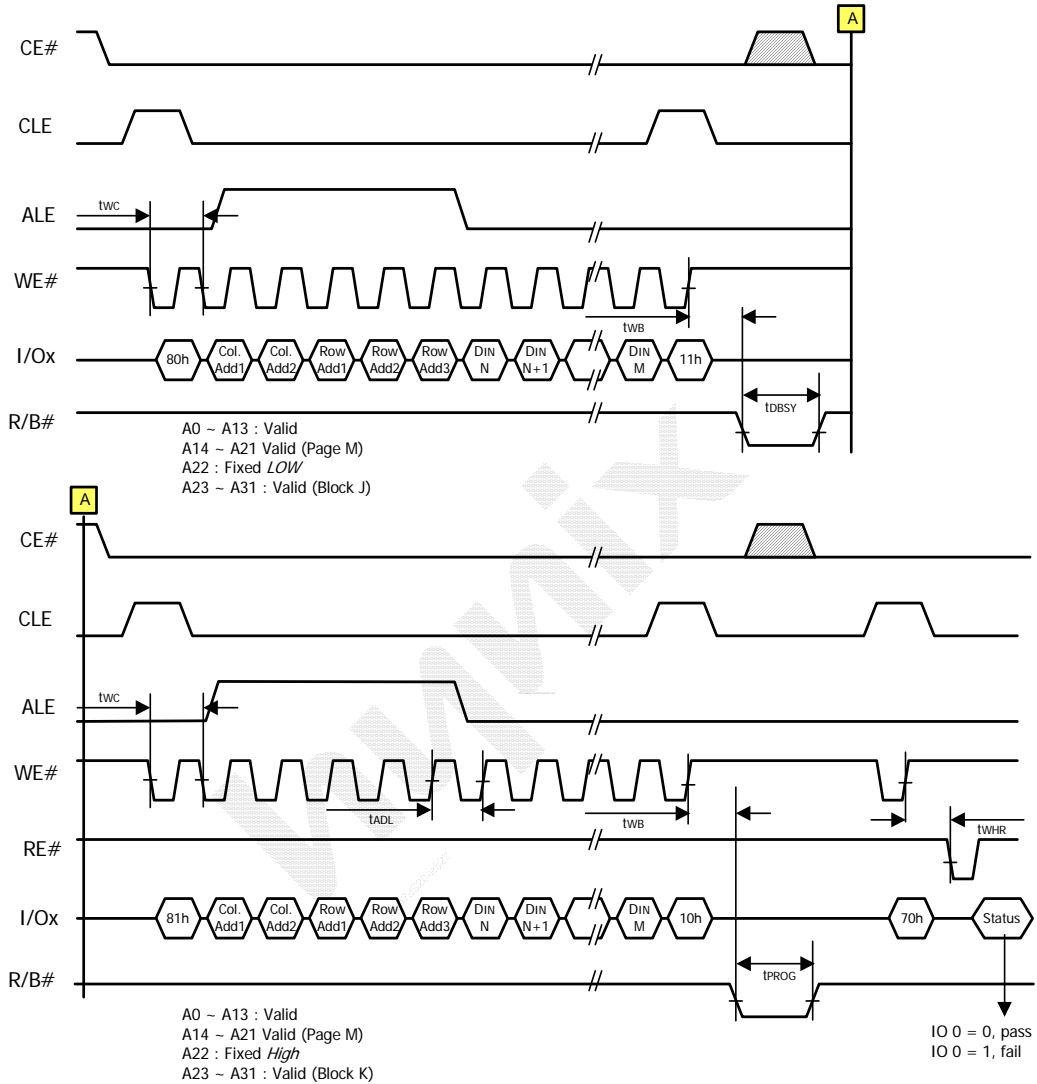 A
CE#
CLE
ALE
tWC
WE#
tWB
I/Ox
80h
Col. Add1
Col. Add2
Row Add1
Row Add2
Row Add3
DIN N
DIN N+1
DIN M
11h
tDBSY
R/B#
A0 ~ A13 : Valid
A14 ~ A21 Valid (Page M)
A22 : Fixed LOW
A23 ~ A31 : Valid (Block J)
A
CE#
CLE
ALE
tWC
WE#
tADL
tWB
tWHR
RE#
I/Ox
81h
Col. Add1
Col. Add2
Row Add1
Row Add2
Row Add3
DIN N
DIN N+1
DIN M
10h
70h
Status
tPROG
R/B#
A0 ~ A13 : Valid
A14 ~ A21 Valid (Page M)
A22 : Fixed High
A23 ~ A31 : Valid (Block K)
IO 0 = 0, pass
IO 0 = 1, fail